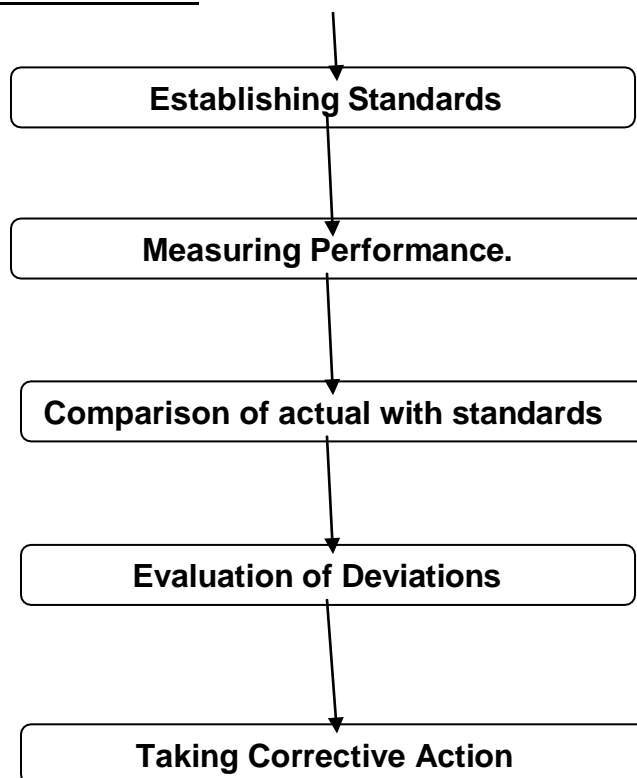 Establishing Standards
Measuring Performance.
Comparison of actual with standards
Evaluation of Deviations
Taking Corrective Action